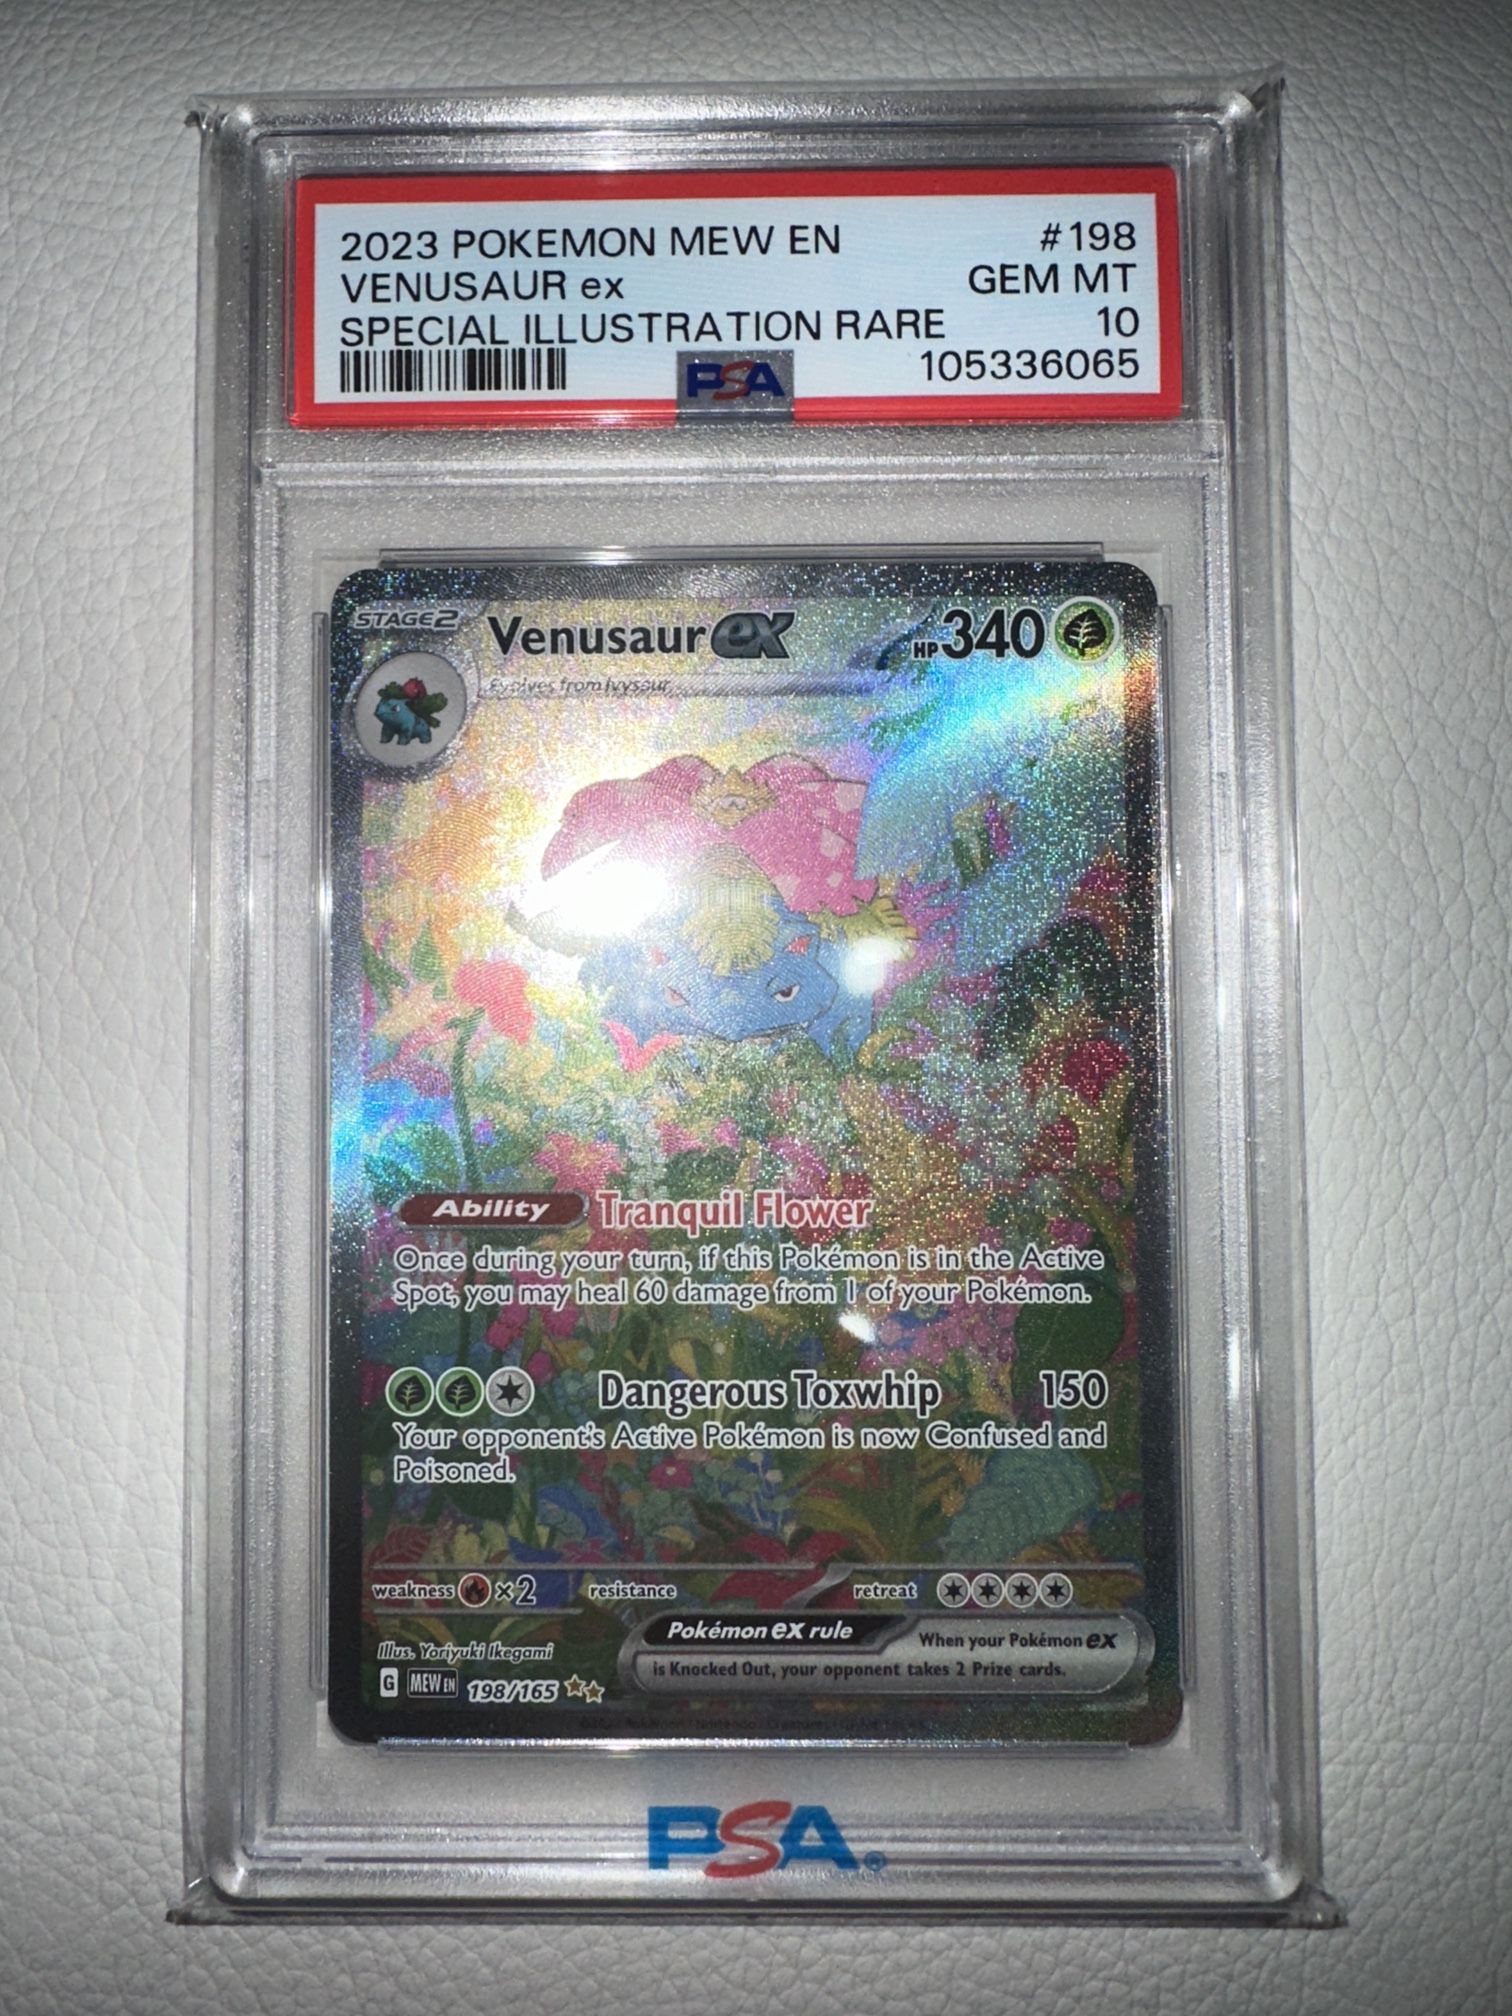 2023 POKEMON MEW EN #198
VENUSAUR ex GEM MT
SPECIAL ILLUSTRATION RARE 10
PSA 105336065
STAGE 2 Venusaur ex HP 340
Evolves from Ivysaur
Ability Tranquil Flower
Once during your turn, if this Pokémon is in the Active
Spot, you may heal 60 damage from 1 of your Pokémon.
Dangerous Toxwhip 150
Your opponent's Active Pokémon is now Confused and
Poisoned.
weakness ×2 resistance retreat
Illus. Yoriyuki Ikegami
Pokémon ex rule When your Pokémon ex
is Knocked Out, your opponent takes 2 Prize cards.
G MEW EN 198/165
PSA®